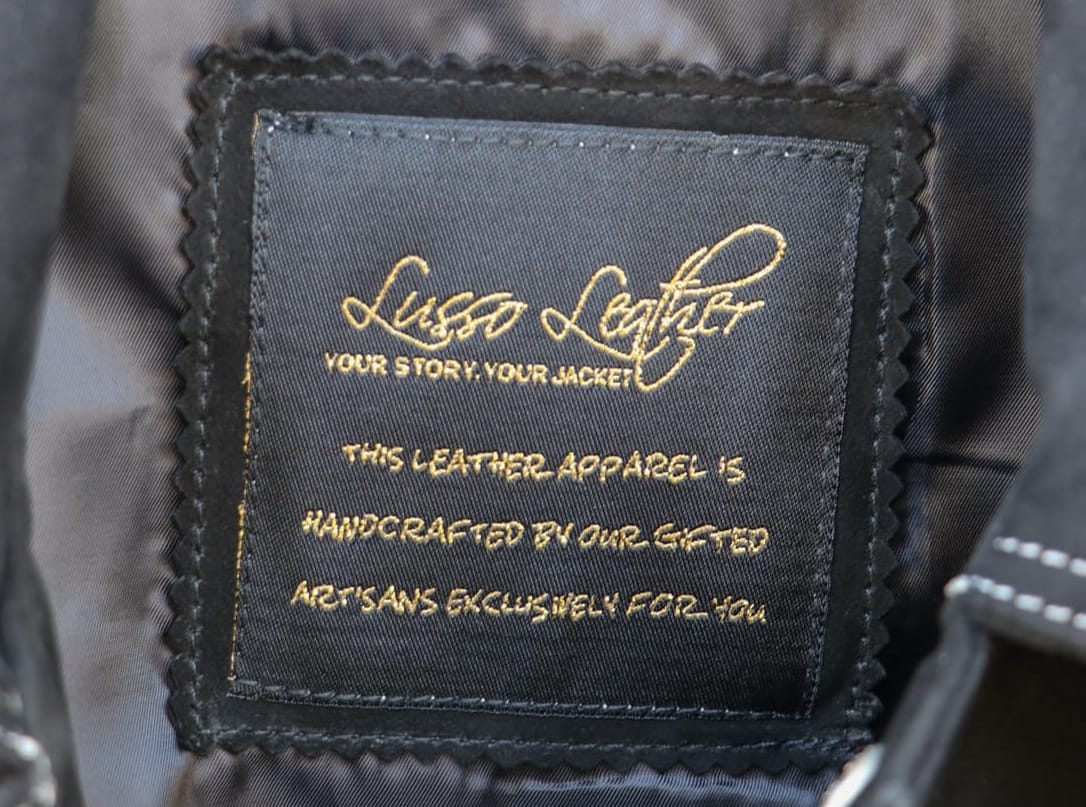 Lusso Leather
YOUR STORY. YOUR JACKET
THIS LEATHER APPAREL IS
HANDCRAFTED BY OUR GIFTED
ARTISANS EXCLUSIVELY FOR YOU